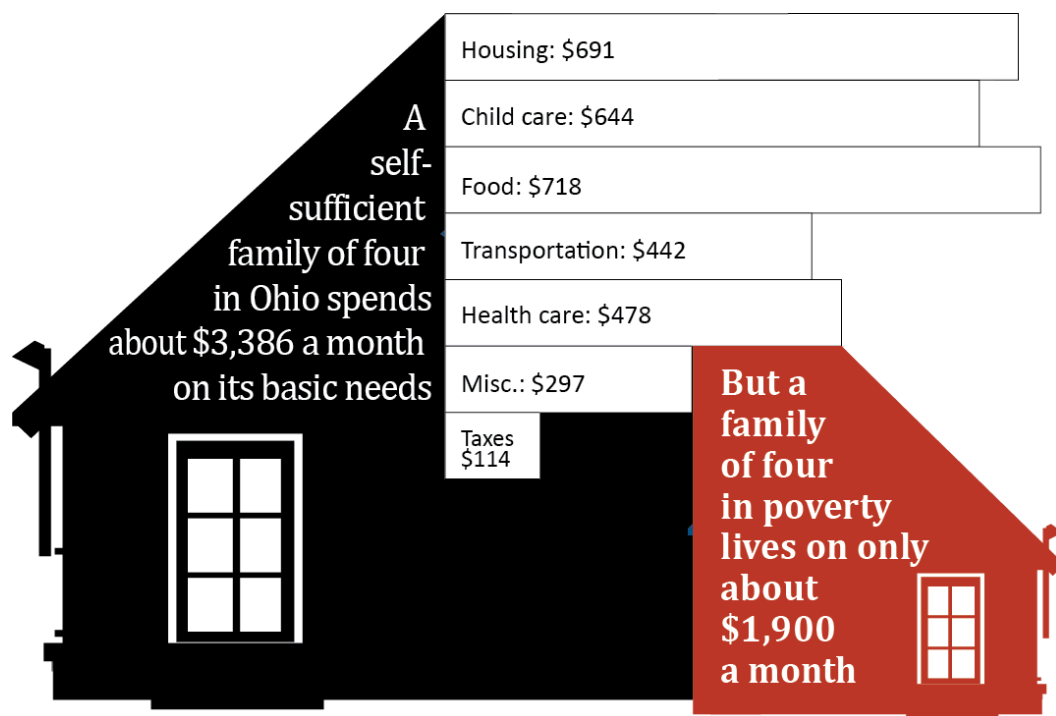 A
self-
sufficient
family of four
in Ohio spends
about $3,386 a month
on its basic needs
Housing: $691
Child care: $644
Food: $718
Transportation: $442
Health care: $478
Misc.: $297
Taxes
$114
But a
family
of four
in poverty
lives on only
about
$1,900
a month